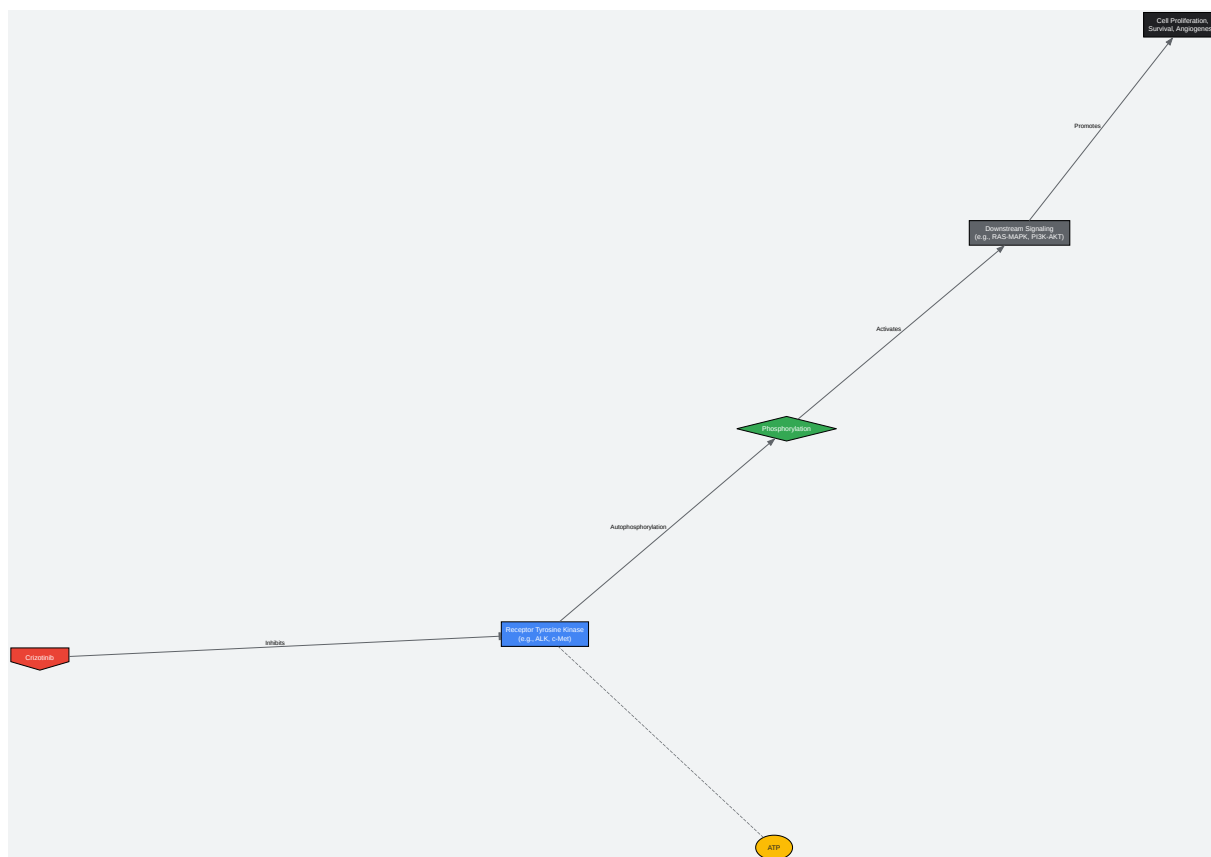 Cell Proliferation,
Survival, Angiogenes
Promotes
Downstream Signaling
(e.g., RAS-MAPK, PI3K-AKT)
Activates
Phosphorylation
Autophosphorylation
Receptor Tyrosine Kinase
(e.g., ALK, c-Met)
Inhibits
Crizotinib
ATP